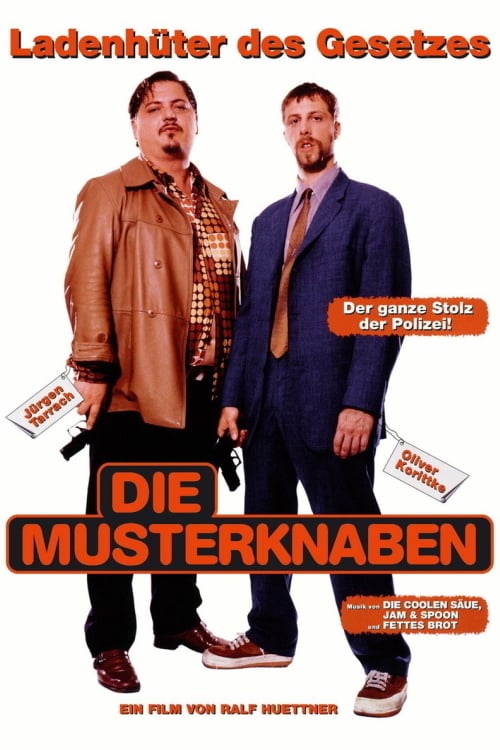 Ladenhüter des Gesetzes
Der ganze Stolz
der Polizei!
Jürgen
Tarrach
Oliver
Korittke
DIE
MUSTERKNABEN
Musik von DIE COOLEN SÄUE,
JAM & SPOON
und FETTES BROT
EIN FILM VON RALF HUETTNER